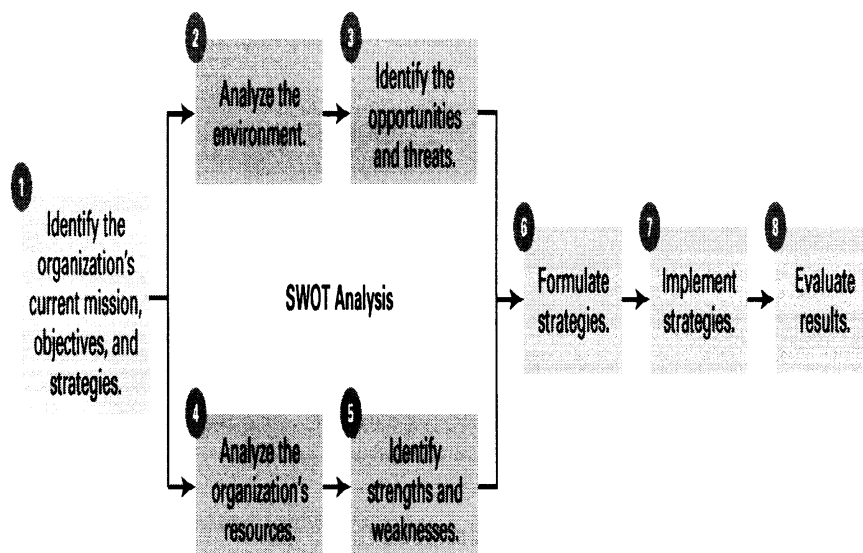 1
Identify the
organization's
current mission,
objectives, and
strategies.
2
Analyze the
environment.
3
Identify the
opportunities
and threats.
SWOT Analysis
4
Analyze the
organization's
resources.
5
Identify
strengths and
weaknesses.
6
Formulate
strategies.
7
Implement
strategies.
8
Evaluate
results.